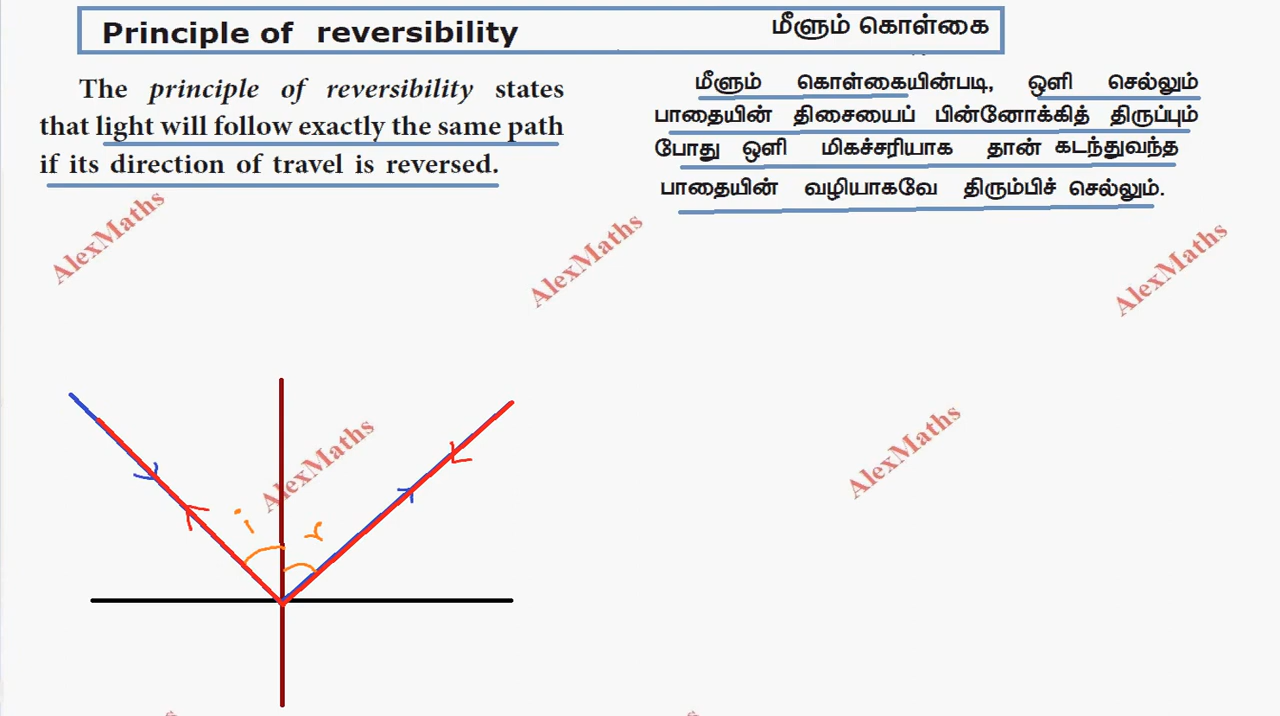 Principle of reversibility
மீளும் கொள்கை
The principle of reversibility states
that light will follow exactly the same path
if its direction of travel is reversed.
மீளும் கொள்கையின்படி, ஒளி செல்லும்
பாதையின் திசையைப் பின்னோக்கித் திருப்பும்
போது ஒளி மிகச்சரியாக தான் கடந்துவந்த
பாதையின் வழியாகவே திரும்பிச் செல்லும்.
AlexMaths
AlexMaths
AlexMaths
AlexMaths
AlexMaths
i
r